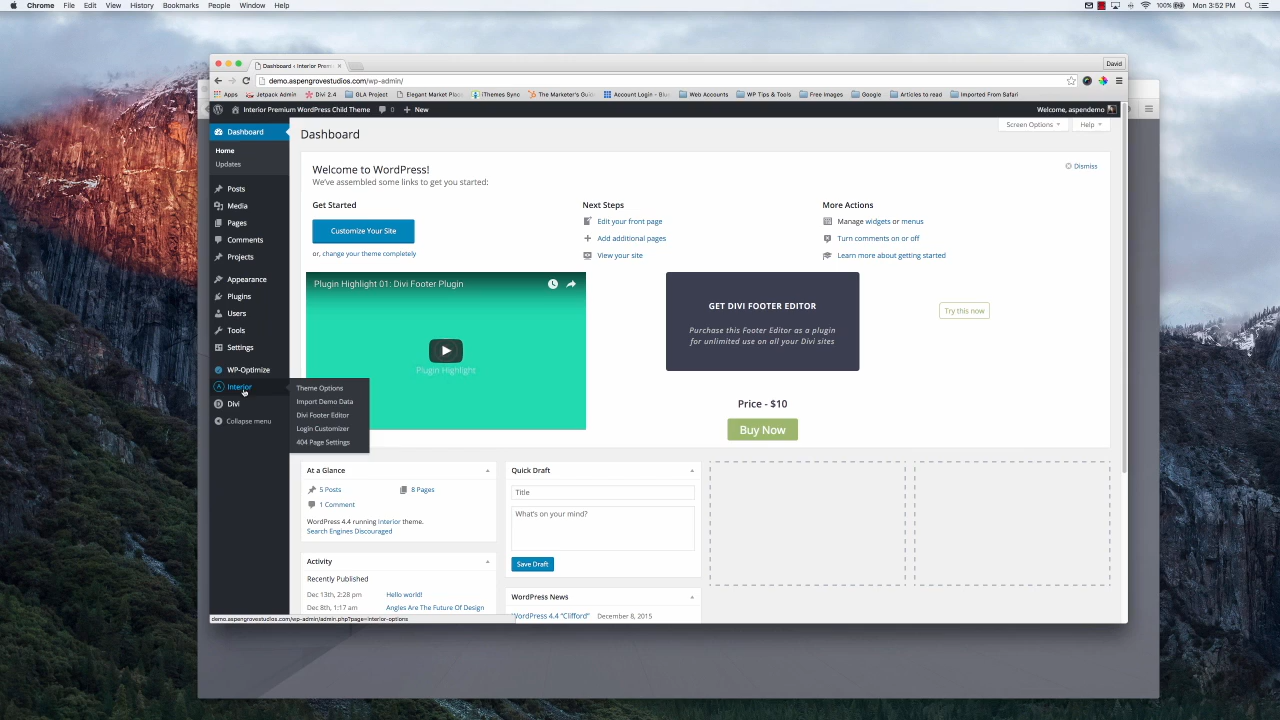 Chrome File Edit View History Bookmarks People Window Help
100% Mon 3:52 PM
Dashboard ‹ Interior Prem
David
demo.aspengrovestudios.com/wp-admin/
Apps Jetpack Admin Divi 2.4 GLA Project Elegant Market Plac iThemes Sync The Marketer's Guid Account Login - Blue Web Accounts WP Tips & Tools Free Images Google Articles to read Imported From Safari
Interior Premium WordPress Child Theme 0 New
Welcome, aspendemo
Dashboard
Home
Updates
Posts
Media
Pages
Comments
Projects
Appearance
Plugins
Users
Tools
Settings
WP-Optimize
Interior
Divi
Collapse menu
Theme Options
Import Demo Data
Divi Footer Editor
Login Customizer
404 Page Settings
Screen Options
Help
Dashboard
Welcome to WordPress!
We've assembled some links to get you started:
Dismiss
Get Started
Customize Your Site
or, change your theme completely
Next Steps
Edit your front page
Add additional pages
View your site
More Actions
Manage widgets or menus
Turn comments on or off
Learn more about getting started
Plugin Highlight 01: Divi Footer Plugin
Plugin Highlight
GET DIVI FOOTER EDITOR
Purchase this Footer Editor as a plugin
for unlimited use on all your Divi sites
Price - $10
Buy Now
Try this now
At a Glance
5 Posts
8 Pages
1 Comment
WordPress 4.4 running Interior theme.
Search Engines Discouraged
Activity
Recently Published
Dec 13th, 2:28 pm Hello world!
Dec 8th, 1:17 am Angles Are The Future Of Design
Quick Draft
Title
What's on your mind?
Save Draft
WordPress News
WordPress 4.4 "Clifford" December 8, 2015
demo.aspengrovestudios.com/wp-admin/admin.php?page=interior-options